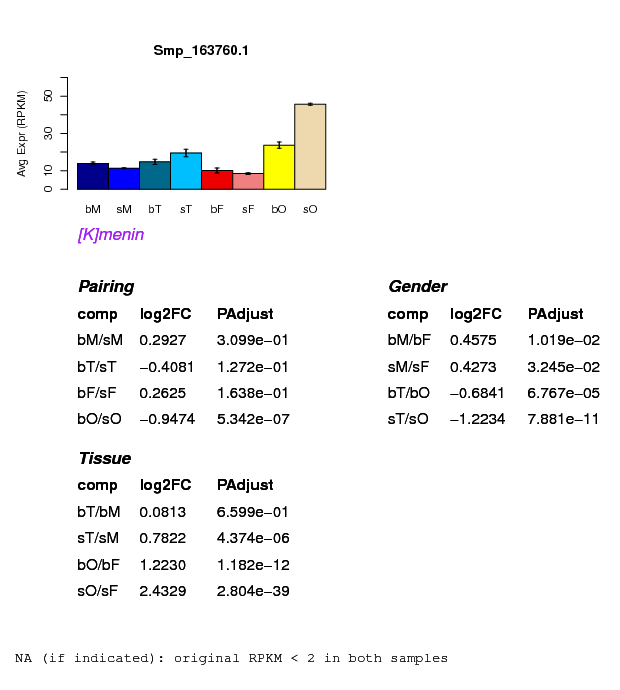 Smp_163760.1
Avg Expr (RPKM)
50
30
10
0
bM sM bT sT bF sF bO sO
[K]menin
Pairing
comp log2FC PAdjust
bM/sM 0.2927 3.099e−01
bT/sT −0.4081 1.272e−01
bF/sF 0.2625 1.638e−01
bO/sO −0.9474 5.342e−07
Gender
comp log2FC PAdjust
bM/bF 0.4575 1.019e−02
sM/sF 0.4273 3.245e−02
bT/bO −0.6841 6.767e−05
sT/sO −1.2234 7.881e−11
Tissue
comp log2FC PAdjust
bT/bM 0.0813 6.599e−01
sT/sM 0.7822 4.374e−06
bO/bF 1.2230 1.182e−12
sO/sF 2.4329 2.804e−39
NA (if indicated): original RPKM < 2 in both samples